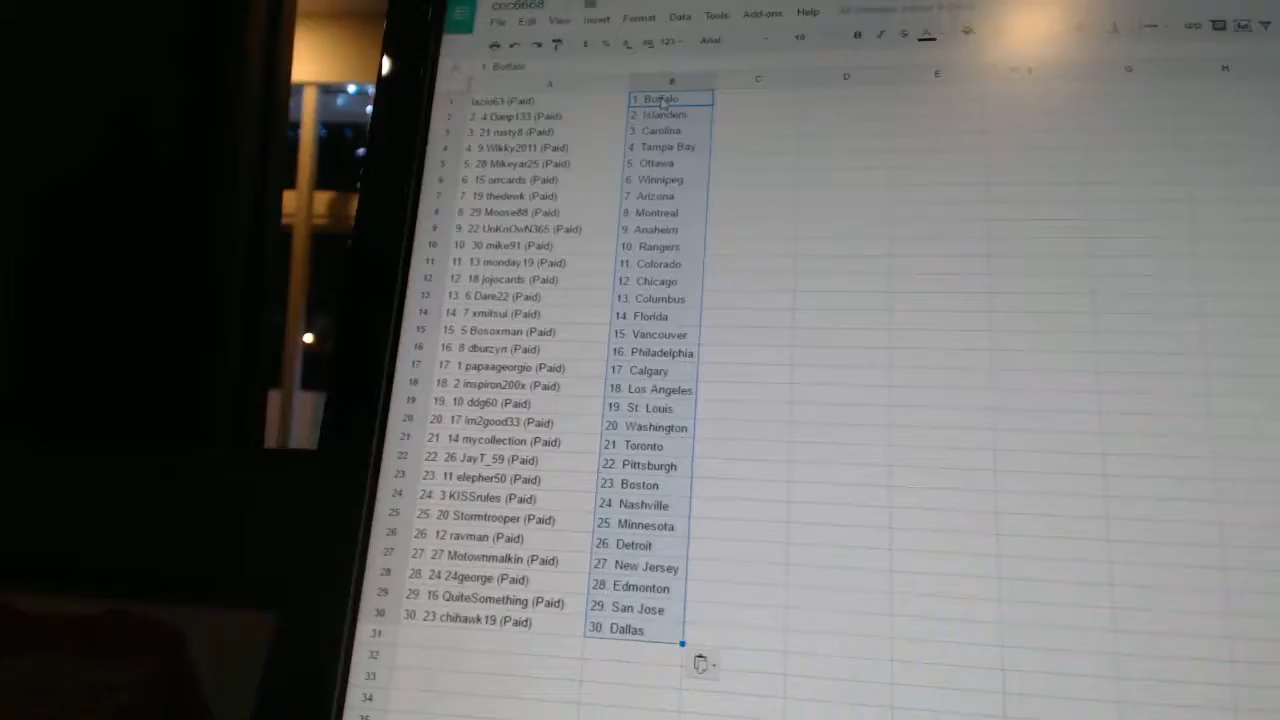 cnc6668
File Edit View Insert Format Data Tools Add-ons Help
$ % .0 .00 123 Arial 10 B I S A
1 Buffalo
A B C D E F G H
1 lazio63 (Paid) 1 Buffalo
2 2. 4 Danp133 (Paid) 2 Islanders
3 3. 21 rusty8 (Paid) 3 Carolina
4 4. 9 Wikky2011 (Paid) 4 Tampa Bay
5 5. 28 Mikeyar25 (Paid) 5 Ottawa
6 6 15 orrcards (Paid) 6 Winnipeg
7 7. 19 thedewk (Paid) 7 Arizona
8 8 29 Moose88 (Paid) 8 Montreal
9 9. 22 UnKnOwN365 (Paid) 9. Anaheim
10 10. 30 mike91 (Paid) 10 Rangers
11 11. 13 monday19 (Paid) 11. Colorado
12 12. 18 jojocards (Paid) 12 Chicago
13 13. 6 Dare22 (Paid) 13. Columbus
14 14. 7 xmitsui (Paid) 14 Florida
15 15. 5 Bosoxman (Paid) 15 Vancouver
16 16. 8 dburzyn (Paid) 16. Philadelphia
17 17. 1 papaageorgio (Paid) 17 Calgary
18 18. 2 inspiron200x (Paid) 18. Los Angeles
19 19. 10 ddg60 (Paid) 19. St. Louis
20 20. 17 im2good33 (Paid) 20 Washington
21 21. 14 mycollection (Paid) 21 Toronto
22 22. 26 JayT_59 (Paid) 22. Pittsburgh
23 23. 11 elepher50 (Paid) 23 Boston
24 24. 3 KISSrules (Paid) 24. Nashville
25 25. 20 Stormtrooper (Paid) 25. Minnesota
26 26. 12 ravman (Paid) 26. Detroit
27 27. 27 Motownmalkin (Paid) 27. New Jersey
28 28. 24 24george (Paid) 28. Edmonton
29 29. 16 QuiteSomething (Paid) 29. San Jose
30 30. 23 chihawk19 (Paid) 30. Dallas
31
32
33
34